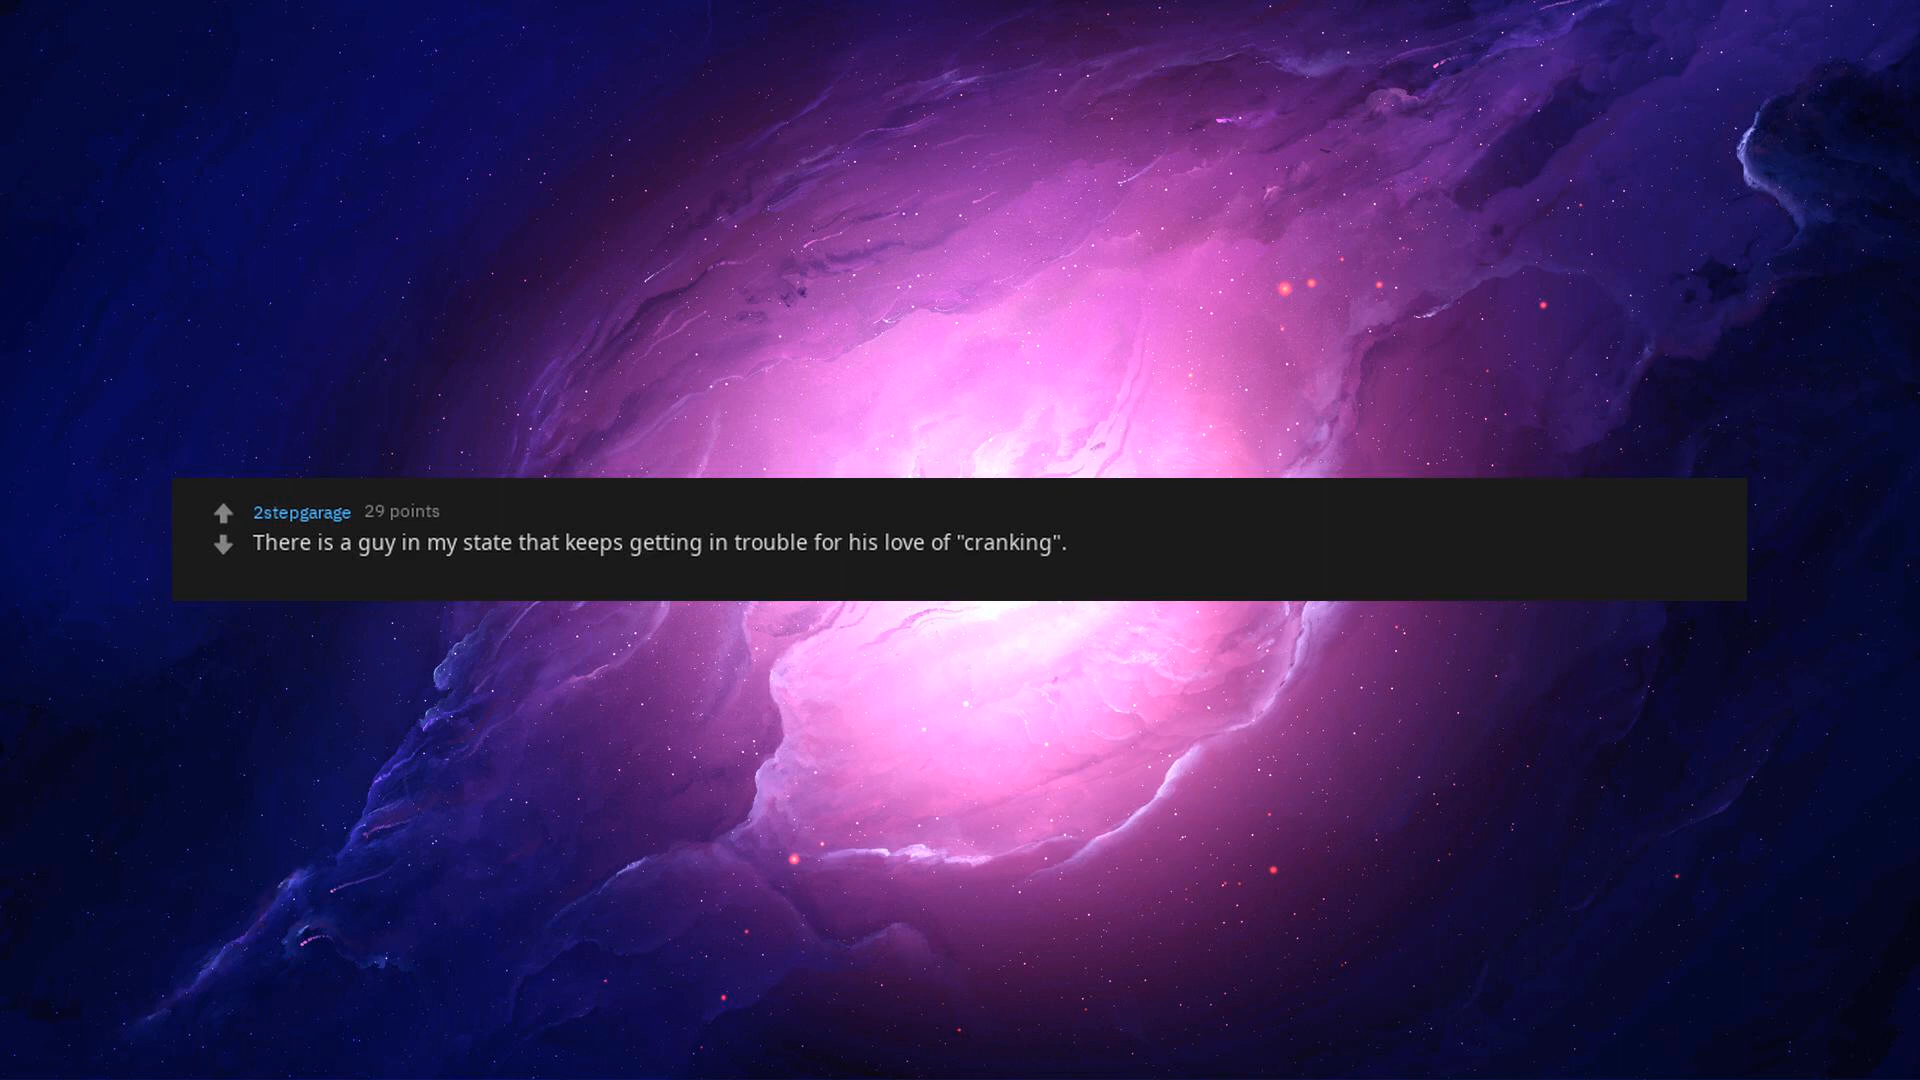 2stepgarage 29 points
There is a guy in my state that keeps getting in trouble for his love of "cranking".